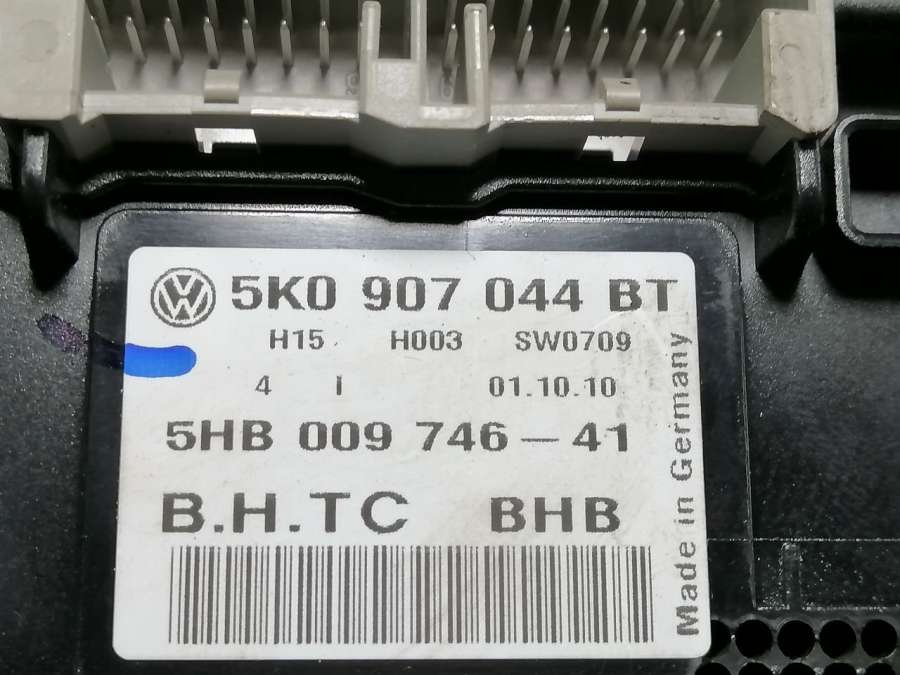 5K0 907 044 BT
H15 H003 SW0709
4 I 01.10.10
5HB 009 746-41
B.H.TC BHB
Made in Germany